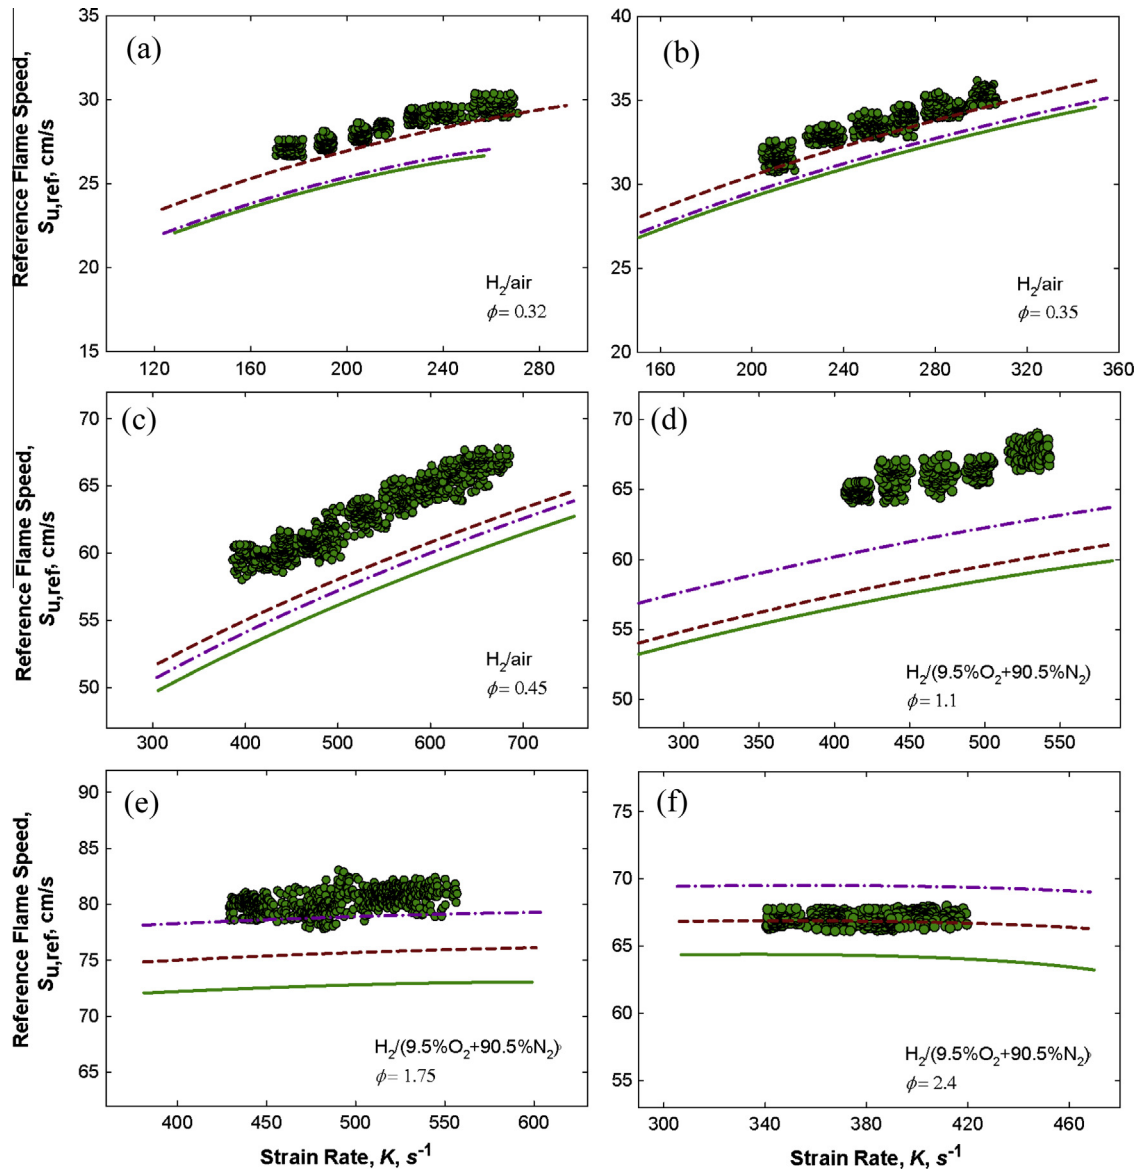 Reference Flame Speed,
S_u,ref, cm/s
35
30
25
20
15
(a)
H2/air
ϕ= 0.32
120
160
200
240
280
40
35
30
25
20
(b)
H2/air
ϕ= 0.35
160
200
240
280
320
360
Reference Flame Speed,
S_u,ref, cm/s
70
65
60
55
50
(c)
H2/air
ϕ= 0.45
300
400
500
600
700
70
65
60
55
50
(d)
H2/(9.5%O2+90.5%N2)
ϕ= 1.1
300
350
400
450
500
550
Reference Flame Speed,
S_u,ref, cm/s
90
85
80
75
70
65
(e)
H2/(9.5%O2+90.5%N2)
ϕ= 1.75
400
450
500
550
600
Strain Rate, K, s-1
75
70
65
60
55
(f)
H2/(9.5%O2+90.5%N2)
ϕ= 2.4
300
340
380
420
460
Strain Rate, K, s-1